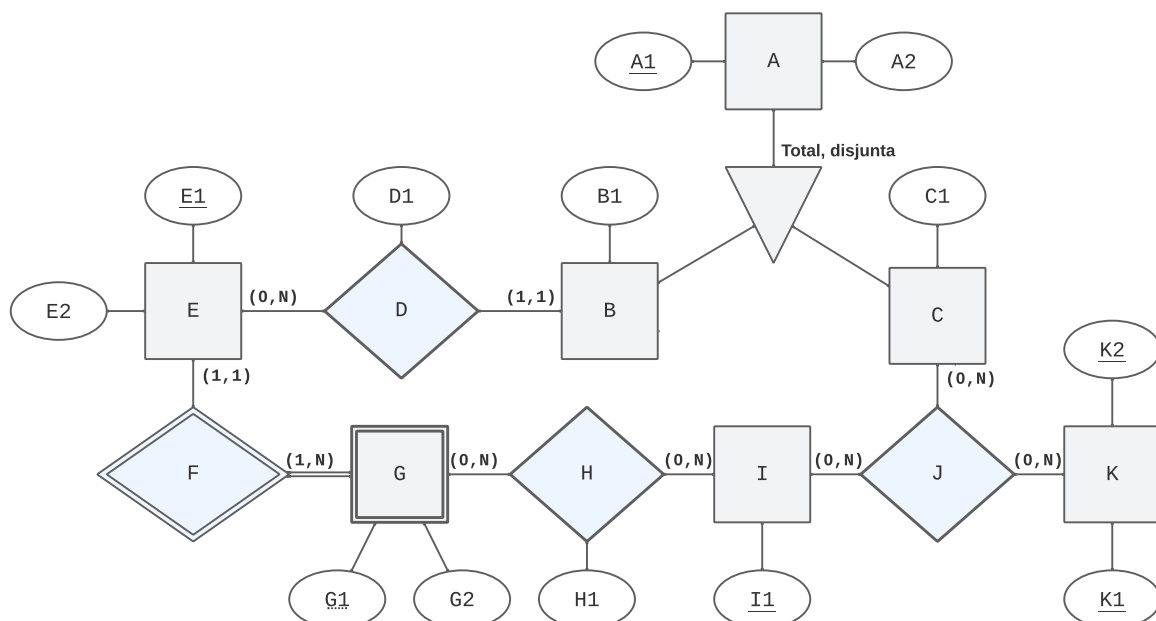 A1
A
A2
Total, disjunta
E1
D1
B1
C1
E2
E
(0,N)
D
(1,1)
B
C
(1,1)
(0,N)
K2
F
(1,N)
G
(0,N)
H
(0,N)
I
(0,N)
J
(0,N)
K
G1
G2
H1
I1
K1